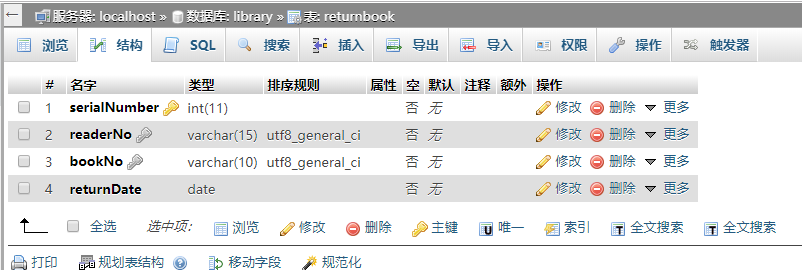 服务器: localhost » 数据库: library » 表: returnbook
浏览 结构 SQL 搜索 插入 导出 导入 权限 操作 触发器
# 名字 类型 排序规则 属性 空 默认 注释 额外 操作
1 serialNumber int(11) 否 无 修改 删除 更多
2 readerNo varchar(15) utf8_general_ci 否 无 修改 删除 更多
3 bookNo varchar(10) utf8_general_ci 否 无 修改 删除 更多
4 returnDate date 否 无 修改 删除 更多
全选 选中项: 浏览 修改 删除 主键 唯一 索引 全文搜索 全文搜索
打印 规划表结构 移动字段 规范化